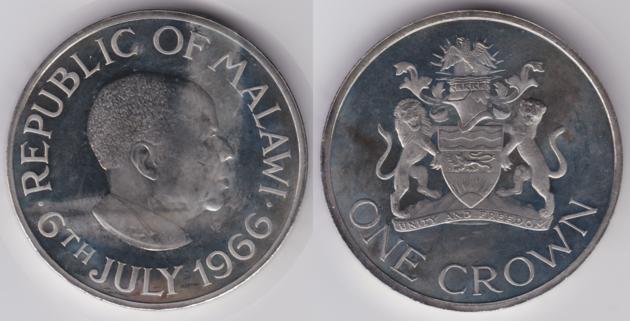 REPUBLIC OF MALAWI
6TH JULY 1966
UNITY AND FREEDOM
ONE CROWN